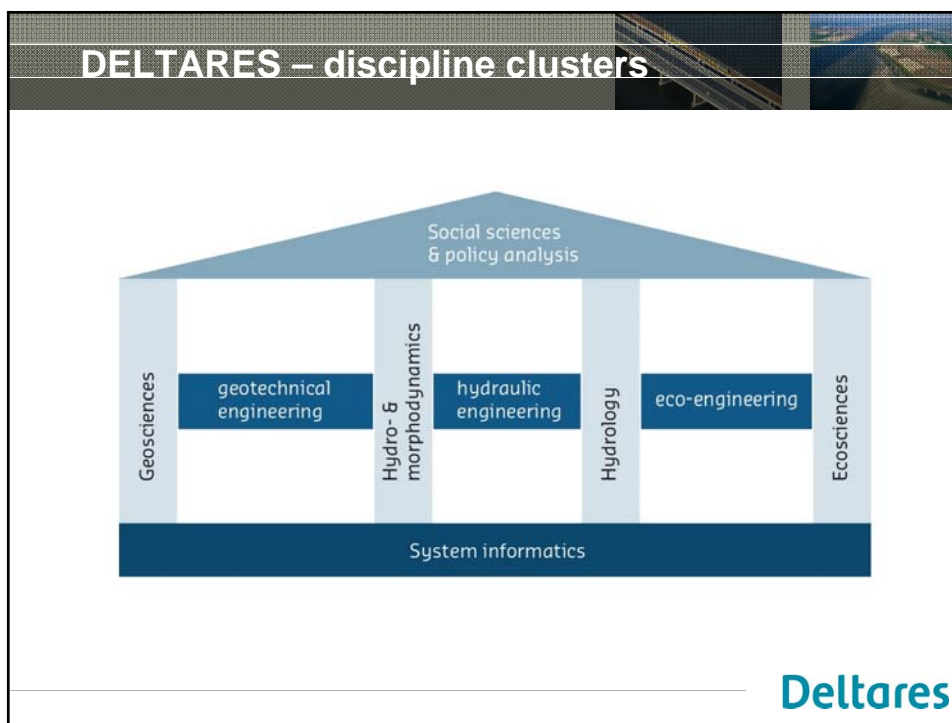 DELTARES – discipline clusters
Social sciences
& policy analysis
Geosciences
geotechnical
engineering
Hydro- &
morphodynamics
hydraulic
engineering
Hydrology
eco-engineering
Ecosciences
System informatics
Deltares